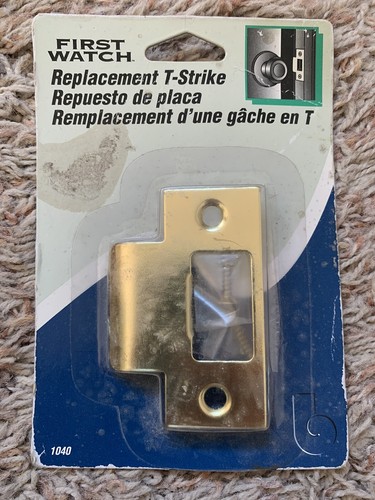 FIRST
WATCH
Replacement T-Strike
Repuesto de placa
Remplacement d'une gâche en T
1040